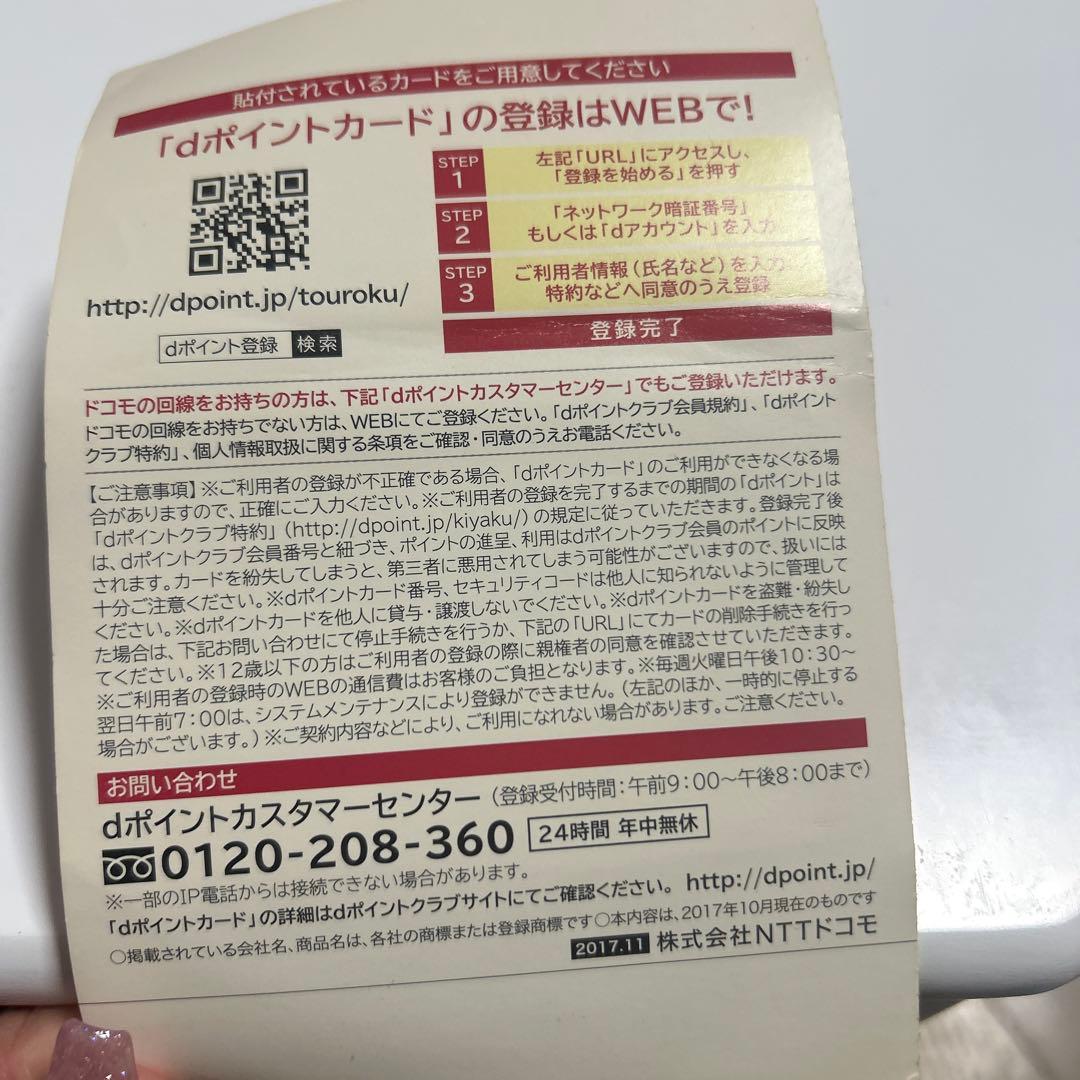 貼付されているカードをご用意してください
「dポイントカード」の登録はWEBで!
http://dpoint.jp/touroku/
dポイント登録 検索
STEP 1 左記「URL」にアクセスし、
「登録を始める」を押す
STEP 2 「ネットワーク暗証番号」
もしくは「dアカウント」を入力
STEP 3 ご利用者情報(氏名など)を入力
特約などへ同意のうえ登録
登録完了
ドコモの回線をお持ちの方は、下記「dポイントカスタマーセンター」でもご登録いただけます。
ドコモの回線をお持ちでない方は、WEBにてご登録ください。「dポイントクラブ会員規約」、「dポイント
クラブ特約」、個人情報取扱に関する条項をご確認・同意のうえお電話ください。
【ご注意事項】※ご利用者の登録が不正確である場合、「dポイントカード」のご利用ができなくなる場
合がありますので、正確にご入力ください。※ご利用者の登録を完了するまでの期間の「dポイント」は
「dポイントクラブ特約」(http://dpoint.jp/kiyaku/)の規定に従っていただきます。登録完了後
は、dポイントクラブ会員番号と紐づき、ポイントの進呈、利用はdポイントクラブ会員のポイントに反映
されます。カードを紛失してしまうと、第三者に悪用されてしまう可能性がございますので、扱いには
十分ご注意ください。※dポイントカード番号、セキュリティコードは他人に知られないように管理して
ください。※dポイントカードを他人に貸与・譲渡しないでください。※dポイントカードを盗難・紛失し
た場合は、下記お問い合わせにて停止手続きを行うか、下記の「URL」にてカードの削除手続きを行っ
てください。※12歳以下の方はご利用者の登録の際に親権者の同意を確認させていただきます。
※ご利用者の登録時のWEBの通信費はお客様のご負担となります。※毎週火曜日午後10:30～
翌日午前7:00は、システムメンテナンスにより登録ができません。(左記のほか、一時的に停止する
場合がございます。)※ご契約内容などにより、ご利用になれない場合があります。ご注意ください。
お問い合わせ
dポイントカスタマーセンター(登録受付時間:午前9:00～午後8:00まで)
0120-208-360 24時間 年中無休
※一部のIP電話からは接続できない場合があります。
「dポイントカード」の詳細はdポイントクラブサイトにてご確認ください。 http://dpoint.jp/
○掲載されている会社名、商品名は、各社の商標または登録商標です○本内容は、2017年10月現在のものです
2017.11 株式会社NTTドコモ